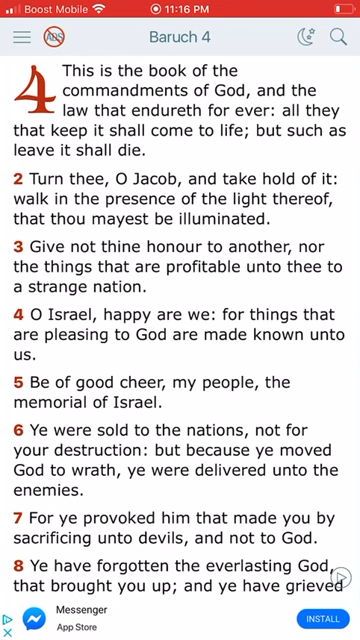 Boost Mobile 11:16 PM
ADS Baruch 4
4 This is the book of the
commandments of God, and the
law that endureth for ever: all they
that keep it shall come to life; but such as
leave it shall die.
2 Turn thee, O Jacob, and take hold of it:
walk in the presence of the light thereof,
that thou mayest be illuminated.
3 Give not thine honour to another, nor
the things that are profitable unto thee to
a strange nation.
4 O Israel, happy are we: for things that
are pleasing to God are made known unto
us.
5 Be of good cheer, my people, the
memorial of Israel.
6 Ye were sold to the nations, not for
your destruction: but because ye moved
God to wrath, ye were delivered unto the
enemies.
7 For ye provoked him that made you by
sacrificing unto devils, and not to God.
8 Ye have forgotten the everlasting God,
that brought you up; and ye have grieved
Messenger
App Store
INSTALL